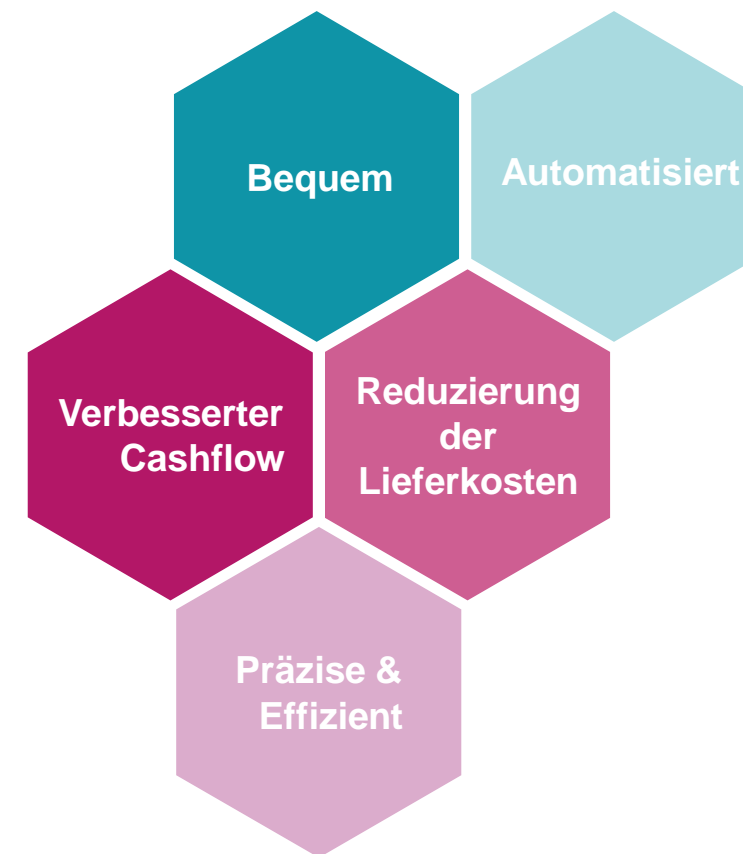 Bequem
Automatisiert
Verbesserter
Cashflow
Reduzierung
der
Lieferkosten
Präzise &
Effizient